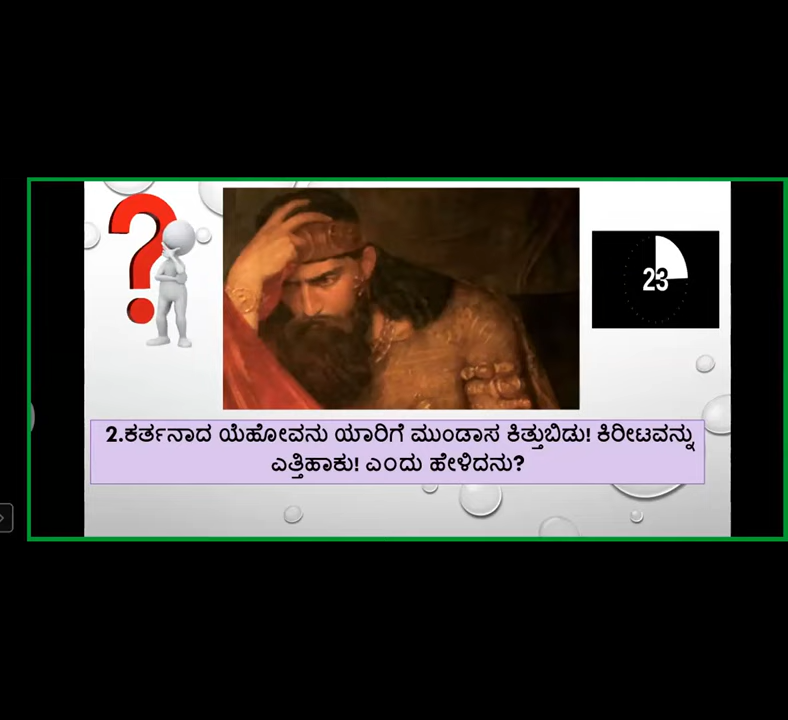 23
2.ಕರ್ತನಾದ ಯೆಹೋವನು ಯಾರಿಗೆ ಮುಂಡಾಸ ಕಿತ್ತುಬಿಡು! ಕಿರೀಟವನ್ನು
ಎತ್ತಿಹಾಕು! ಎಂದು ಹೇಳಿದನು?